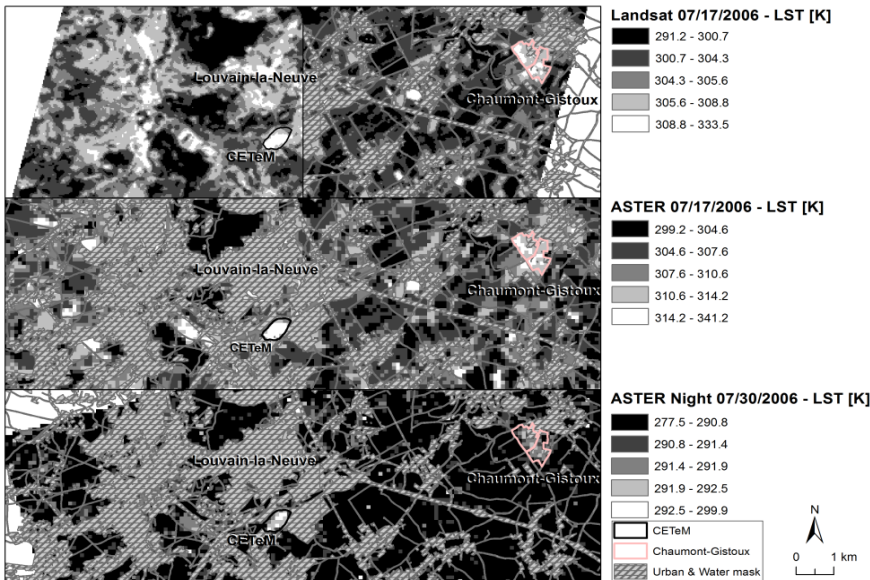 Landsat 07/17/2006 - LST [K]
291.2 - 300.7
300.7 - 304.3
304.3 - 305.6
305.6 - 308.8
308.8 - 333.5
Louvain-la-Neuve
Chaumont-Gistoux
CETeM
ASTER 07/17/2006 - LST [K]
299.2 - 304.6
304.6 - 307.6
307.6 - 310.6
310.6 - 314.2
314.2 - 341.2
Louvain-la-Neuve
Chaumont-Gistoux
CETeM
ASTER Night 07/30/2006 - LST [K]
277.5 - 290.8
290.8 - 291.4
291.4 - 291.9
291.9 - 292.5
292.5 - 299.9
Louvain-la-Neuve
Chaumont-Gistoux
CETeM
CETeM
Chaumont-Gistoux
Urban & Water mask
N
0 1 km